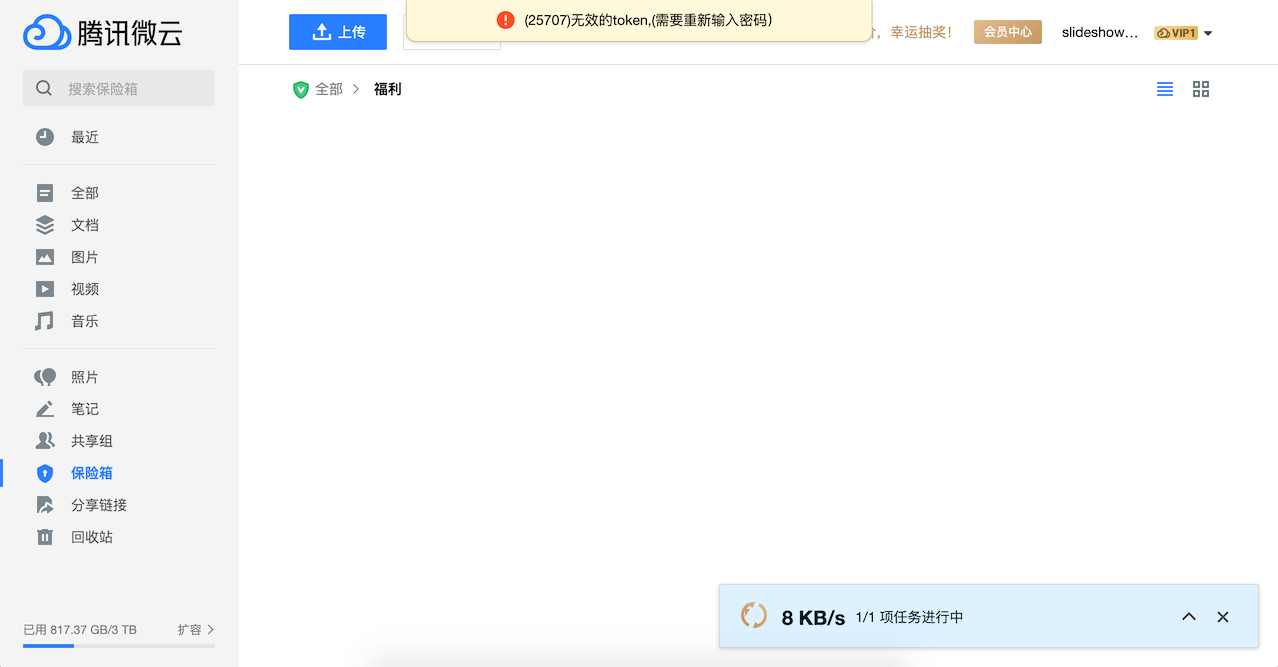 腾讯微云
上传
(25707)无效的token,(需要重新输入密码)
，幸运抽奖！
会员中心
slideshow...
VIP1
搜索保险箱
全部
福利
最近
全部
文档
图片
视频
音乐
照片
笔记
共享组
保险箱
分享链接
回收站
已用 817.37 GB/3 TB
扩容
8 KB/s 1/1 项任务进行中